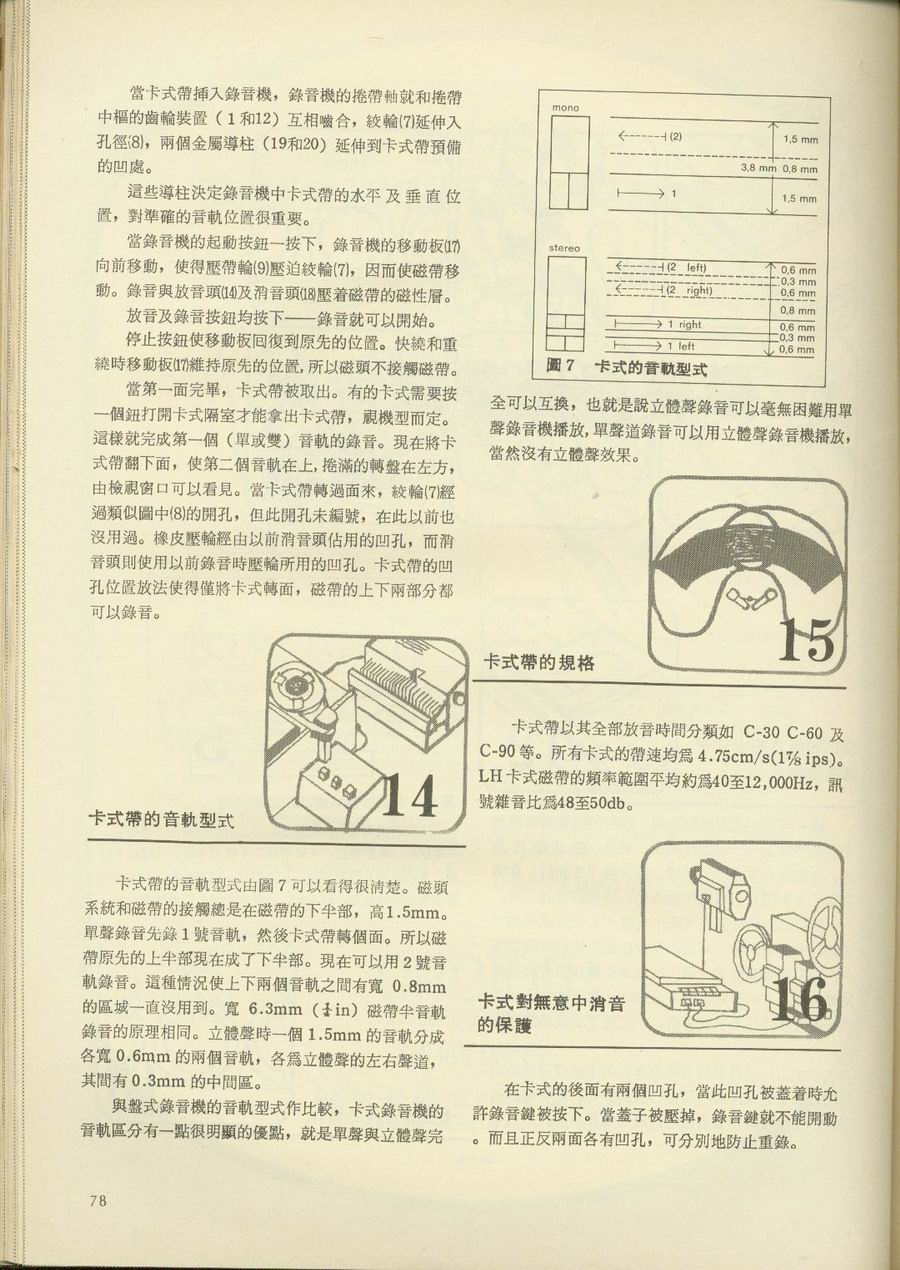 當卡式帶揷入錄音機，錄音機的捲帶軸就和捲帶
中樞的齒輪裝置（1和12）互相嚙合，絞輪(7)延伸入
孔徑(8)，兩個金屬導柱（19和20）延伸到卡式帶預備
的凹處。
這些導柱決定錄音機中卡式帶的水平及垂直位
置，對準確的音軌位置很重要。
當錄音機的起動按鈕一按下，錄音機的移動板(17)
向前移動，使得壓帶輪(9)壓迫絞輪(7)，因而使磁帶移
動。錄音與放音頭(14)及消音頭(18)壓着磁帶的磁性層。
放音及錄音按鈕均按下——錄音就可以開始。
停止按鈕使移動板囘復到原先的位置。快繞和重
繞時移動板(17)維持原先的位置，所以磁頭不接觸磁帶。
當第一面完畢，卡式帶被取出。有的卡式需要按
一個鈕打開卡式隔室才能拿出卡式帶，視機型而定。
這樣就完成第一個（單或雙）音軌的錄音。現在將卡
式帶翻下面，使第二個音軌在上，捲滿的轉盤在左方，
由檢視窗口可以看見。當卡式帶轉過面來，絞輪(7)經
過類似圖中(8)的開孔，但此開孔未編號，在此以前也
沒用過。橡皮壓輪經由以前消音頭佔用的凹孔，而消
音頭則使用以前錄音時壓輪所用的凹孔。卡式帶的凹
孔位置放法使得僅將卡式轉面，磁帶的上下兩部分都
可以錄音。
14
卡式帶的音軌型式
卡式帶的音軌型式由圖7可以看得很清楚。磁頭
系統和磁帶的接觸總是在磁帶的下半部，高1.5mm。
單聲錄音先錄1號音軌，然後卡式帶轉個面。所以磁
帶原先的上半部現在成了下半部。現在可以用2號音
軌錄音。這種情況使上下兩個音軌之間有寬 0.8mm
的區城一直沒用到。寬 6.3mm（¼in）磁帶半音軌
錄音的原理相同。立體聲時一個 1.5mm 的音軌分成
各寬 0.6mm 的兩個音軌，各爲立體聲的左右聲道，
其間有 0.3mm 的中間區。
與盤式錄音機的音軌型式作比較，卡式錄音機的
音軌區分有一點很明顯的優點，就是單聲與立體聲完
mono
(2)
1,5 mm
3,8 mm 0,8 mm
1
1,5 mm
stereo
(2 left)
0,6 mm
0,3 mm
(2 right)
0,6 mm
0,8 mm
1 right
0,6 mm
0,3 mm
1 left
0,6 mm
圖7 卡式的音軌型式
全可以互換，也就是說立體聲錄音可以毫無困難用單
聲錄音機播放，單聲道錄音可以用立體聲錄音機播放，
當然沒有立體聲效果。
15
卡式帶的規格
卡式帶以其全部放音時間分類如 C-30 C-60 及
C-90等。所有卡式的帶速均爲 4.75cm/s(1⅞ ips)。
LH卡式磁帶的頻率範圍平均約爲40至12,000Hz，訊
號雜音比爲48至50db。
16
卡式對無意中消音
的保護
在卡式的後面有兩個凹孔，當此凹孔被蓋着時允
許錄音鍵被按下。當蓋子被壓掉，錄音鍵就不能開動
。而且正反兩面各有凹孔，可分別地防止重錄。
78